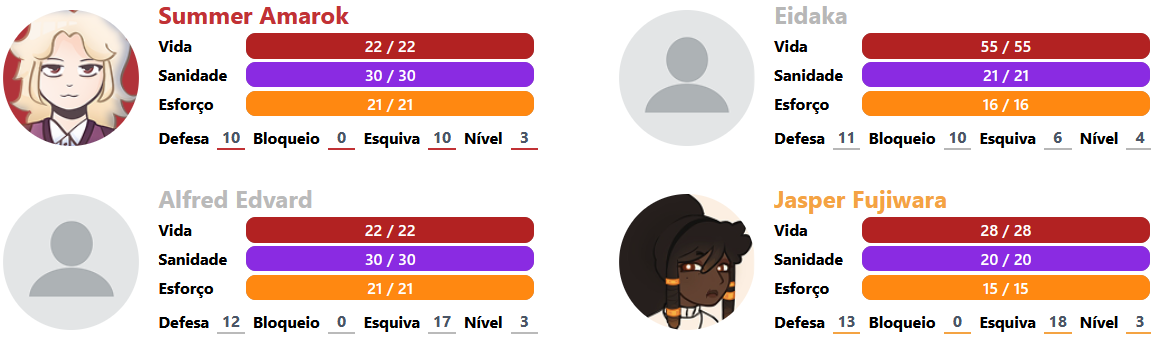 Summer Amarok
Vida 22 / 22
Sanidade 30 / 30
Esforço 21 / 21
Defesa 10 Bloqueio 0 Esquiva 10 Nível 3
Eidaka
Vida 55 / 55
Sanidade 21 / 21
Esforço 16 / 16
Defesa 11 Bloqueio 10 Esquiva 6 Nível 4
Alfred Edvard
Vida 22 / 22
Sanidade 30 / 30
Esforço 21 / 21
Defesa 12 Bloqueio 0 Esquiva 17 Nível 3
Jasper Fujiwara
Vida 28 / 28
Sanidade 20 / 20
Esforço 15 / 15
Defesa 13 Bloqueio 0 Esquiva 18 Nível 3